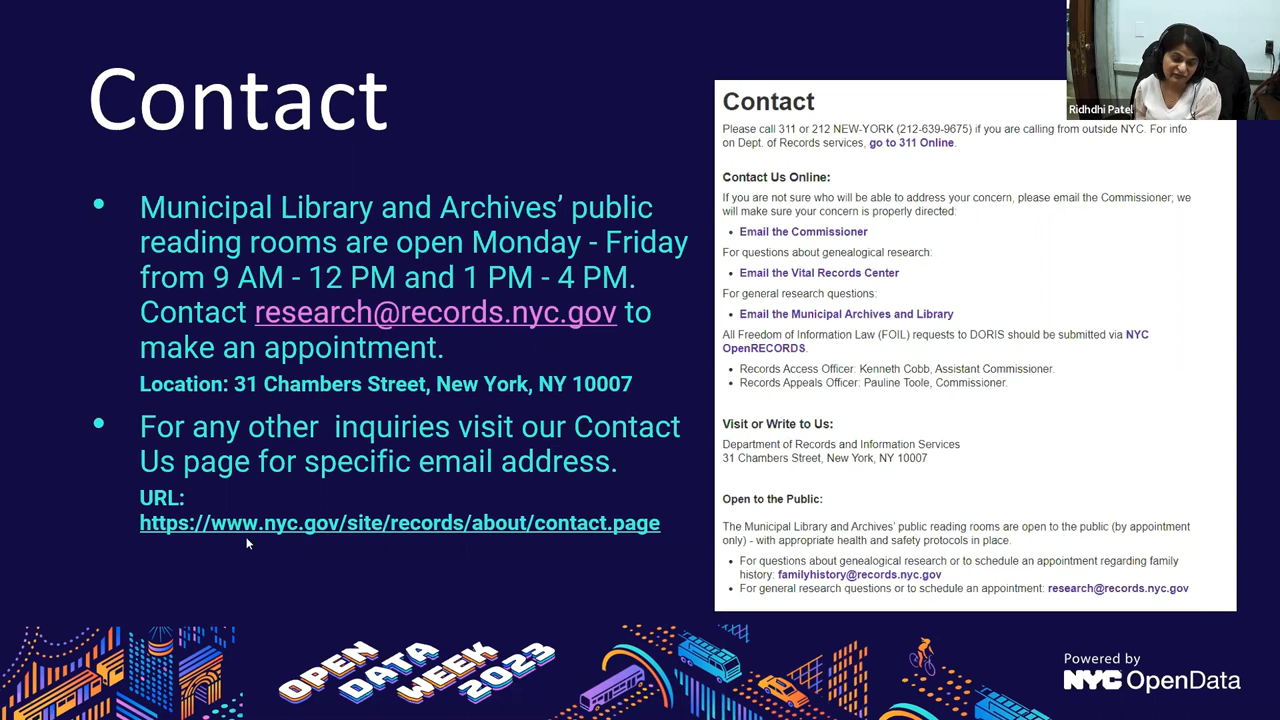 Contact
• Municipal Library and Archives’ public
reading rooms are open Monday - Friday
from 9 AM - 12 PM and 1 PM - 4 PM.
Contact research@records.nyc.gov to
make an appointment.
Location: 31 Chambers Street, New York, NY 10007
• For any other  inquiries visit our Contact
Us page for specific email address.
URL:
https://www.nyc.gov/site/records/about/contact.page
Ridhdhi Patel
Contact
Please call 311 or 212 NEW-YORK (212-639-9675) if you are calling from outside NYC. For info
on Dept. of Records services, go to 311 Online.
Contact Us Online:
If you are not sure who will be able to address your concern, please email the Commissioner; we
will make sure your concern is properly directed:
• Email the Commissioner
For questions about genealogical research:
• Email the Vital Records Center
For general research questions:
• Email the Municipal Archives and Library
All Freedom of Information Law (FOIL) requests to DORIS should be submitted via NYC
OpenRECORDS.
• Records Access Officer: Kenneth Cobb, Assistant Commissioner.
• Records Appeals Officer: Pauline Toole, Commissioner.
Visit or Write to Us:
Department of Records and Information Services
31 Chambers Street, New York, NY 10007
Open to the Public:
The Municipal Library and Archives’ public reading rooms are open to the public (by appointment
only) - with appropriate health and safety protocols in place.
• For questions about genealogical research or to schedule an appointment regarding family
history: familyhistory@records.nyc.gov
• For general research questions or to schedule an appointment: research@records.nyc.gov
OPEN
DATA
WEEK
2023
Powered by
NYC OpenData